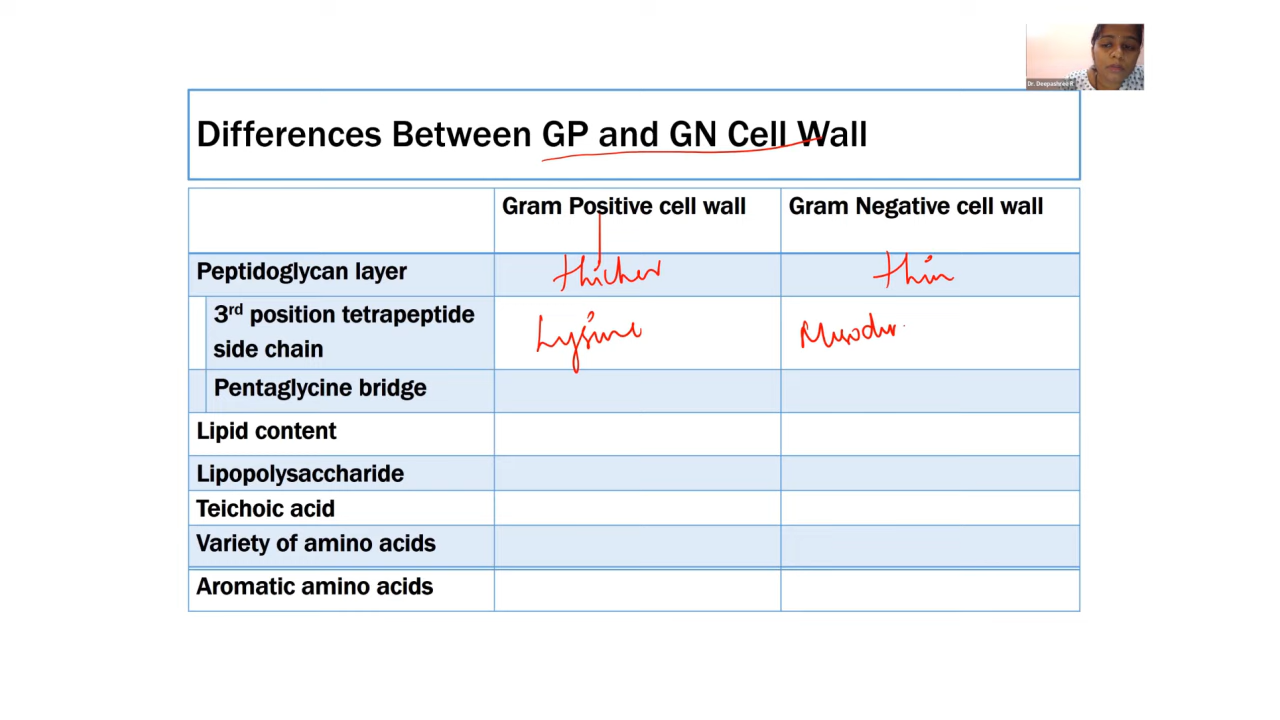 Dr. Deepashree R
Differences Between GP and GN Cell Wall
Gram Positive cell wall Gram Negative cell wall
Peptidoglycan layer thicker thin
3rd position tetrapeptide
side chain Lysine
Pentaglycine bridge
Lipid content
Lipopolysaccharide
Teichoic acid
Variety of amino acids
Aromatic amino acids